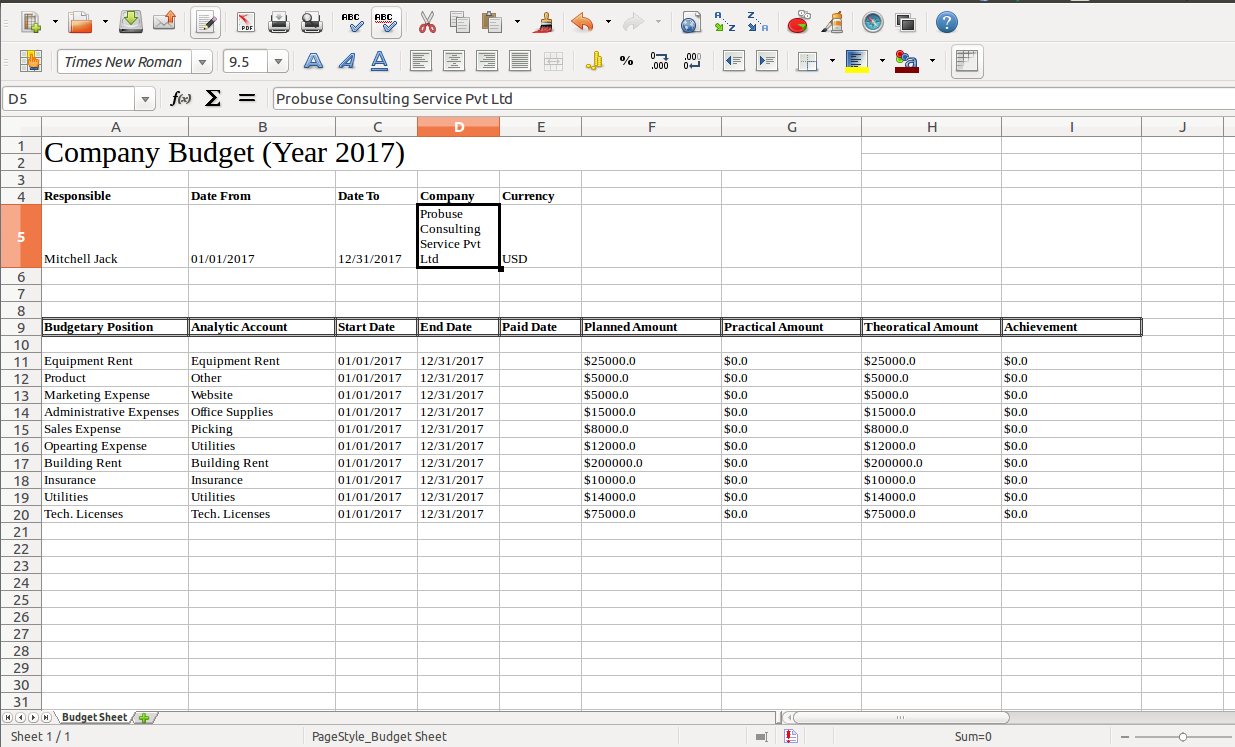 PDF ABC ABC A Z Z A
Times New Roman 9.5 A A A % .000 .000 a
D5 f(x) Σ = Probuse Consulting Service Pvt Ltd
A B C D E F G H I J
1 Company Budget (Year 2017)
2
3
4 Responsible Date From Date To Company Currency
5 Mitchell Jack 01/01/2017 12/31/2017 Probuse
Consulting
Service Pvt
Ltd USD
6
7
8
9 Budgetary Position Analytic Account Start Date End Date Paid Date Planned Amount Practical Amount Theoratical Amount Achievement
10
11 Equipment Rent Equipment Rent 01/01/2017 12/31/2017 $25000.0 $0.0 $25000.0 $0.0
12 Product Other 01/01/2017 12/31/2017 $5000.0 $0.0 $5000.0 $0.0
13 Marketing Expense Website 01/01/2017 12/31/2017 $5000.0 $0.0 $5000.0 $0.0
14 Administrative Expenses Office Supplies 01/01/2017 12/31/2017 $15000.0 $0.0 $15000.0 $0.0
15 Sales Expense Picking 01/01/2017 12/31/2017 $8000.0 $0.0 $8000.0 $0.0
16 Opearting Expense Utilities 01/01/2017 12/31/2017 $12000.0 $0.0 $12000.0 $0.0
17 Building Rent Building Rent 01/01/2017 12/31/2017 $200000.0 $0.0 $200000.0 $0.0
18 Insurance Insurance 01/01/2017 12/31/2017 $10000.0 $0.0 $10000.0 $0.0
19 Utilities Utilities 01/01/2017 12/31/2017 $14000.0 $0.0 $14000.0 $0.0
20 Tech. Licenses Tech. Licenses 01/01/2017 12/31/2017 $75000.0 $0.0 $75000.0 $0.0
21
22
23
24
25
26
27
28
29
30
31
Budget Sheet
Sheet 1 / 1 PageStyle_Budget Sheet Sum=0